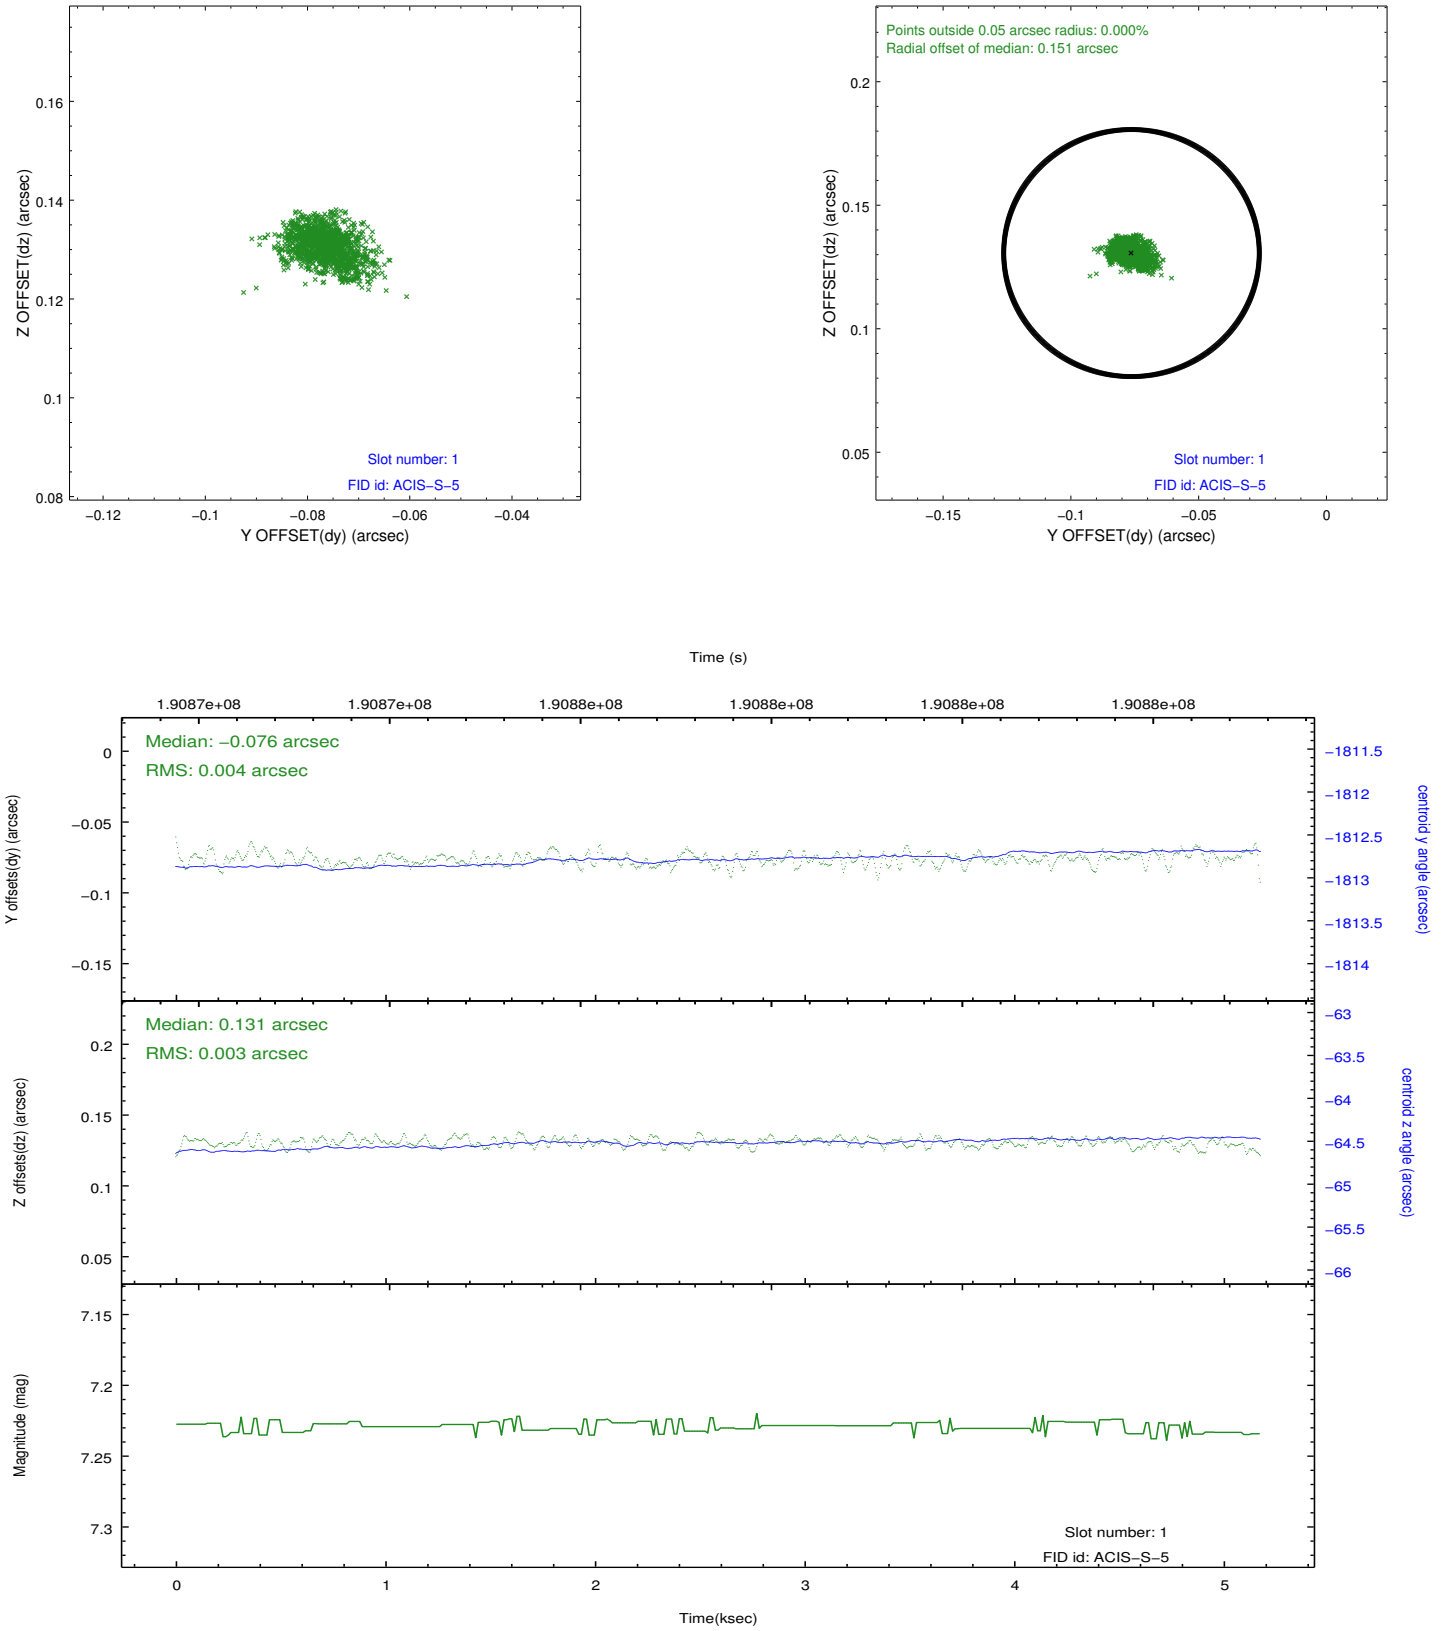 0.16
0.14
0.12
0.1
0.08
Z OFFSET(dz) (arcsec)
Slot number: 1
FID id: ACIS−S−5
−0.12
−0.1
−0.08
−0.06
−0.04
Y OFFSET(dy) (arcsec)
Points outside 0.05 arcsec radius: 0.000%
Radial offset of median: 0.151 arcsec
0.2
0.15
0.1
0.05
Z OFFSET(dz) (arcsec)
Slot number: 1
FID id: ACIS−S−5
−0.15
−0.1
−0.05
0
Y OFFSET(dy) (arcsec)
Time (s)
1.9087e+08
1.9087e+08
1.9088e+08
1.9088e+08
1.9088e+08
1.9088e+08
Median: −0.076 arcsec
RMS: 0.004 arcsec
0
−0.05
−0.1
−0.15
Y offsets(dy) (arcsec)
−1811.5
−1812
−1812.5
−1813
−1813.5
−1814
centroid y angle (arcsec)
Median: 0.131 arcsec
RMS: 0.003 arcsec
0.2
0.15
0.1
0.05
Z offsets(dz) (arcsec)
−63
−63.5
−64
−64.5
−65
−65.5
−66
centroid z angle (arcsec)
7.15
7.2
7.25
7.3
Magnitude (mag)
Slot number: 1
FID id: ACIS−S−5
0
1
2
3
4
5
Time(ksec)